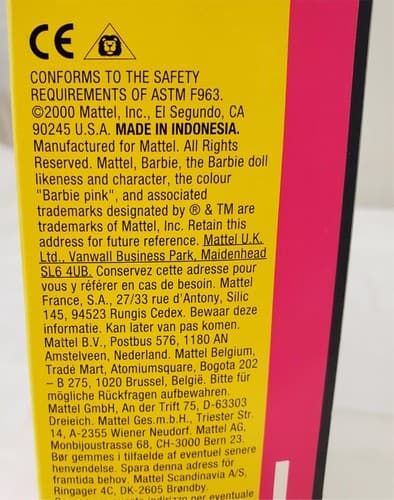 CE
CONFORMS TO THE SAFETY
REQUIREMENTS OF ASTM F963.
©2000 Mattel, Inc., El Segundo, CA
90245 U.S.A. MADE IN INDONESIA.
Manufactured for Mattel. All Rights
Reserved. Mattel, Barbie, the Barbie doll
likeness and character, the colour
"Barbie pink", and associated
trademarks designated by ® & TM are
trademarks of Mattel, Inc. Retain this
address for future reference. Mattel U.K.
Ltd., Vanwall Business Park, Maidenhead
SL6 4UB. Conservez cette adresse pour
vous y référer en cas de besoin. Mattel
France, S.A., 27/33 rue d'Antony, Silic
145, 94523 Rungis Cedex. Bewaar deze
informatie. Kan later van pas komen.
Mattel B.V., Postbus 576, 1180 AN
Amstelveen, Nederland. Mattel Belgium,
Trade Mart, Atomiumsquare, Bogota 202
– B 275, 1020 Brussel, België. Bitte für
mögliche Rückfragen aufbewahren.
Mattel GmbH, An der Trift 75, D-63303
Dreieich. Mattel Ges.m.b.H., Triester Str.
14, A-2355 Wiener Neudorf. Mattel AG,
Monbijoustrasse 68, CH-3000 Bern 23.
Bør gemmes i tilfælde af eventuel senere
henvendelse. Spara denna adress för
framtida behov. Mattel Scandinavia A/S,
Ringager 4C, DK-2605 Brøndby.
indirizzo per eventuale